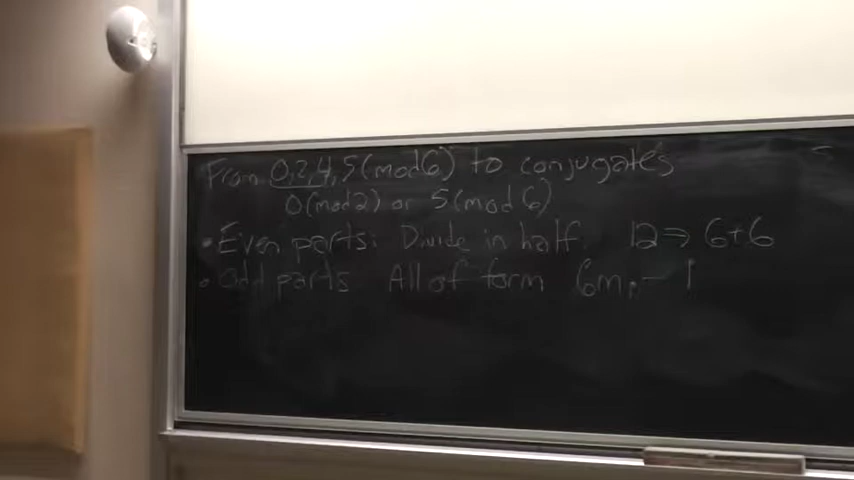 From 0,2,4,5 (mod 6) to conjugates
0 (mod 2) or 5 (mod 6)
• Even parts: Divide in half. 12 ⇒ 6+6
• Odd parts All of form 6mᵢ - 1